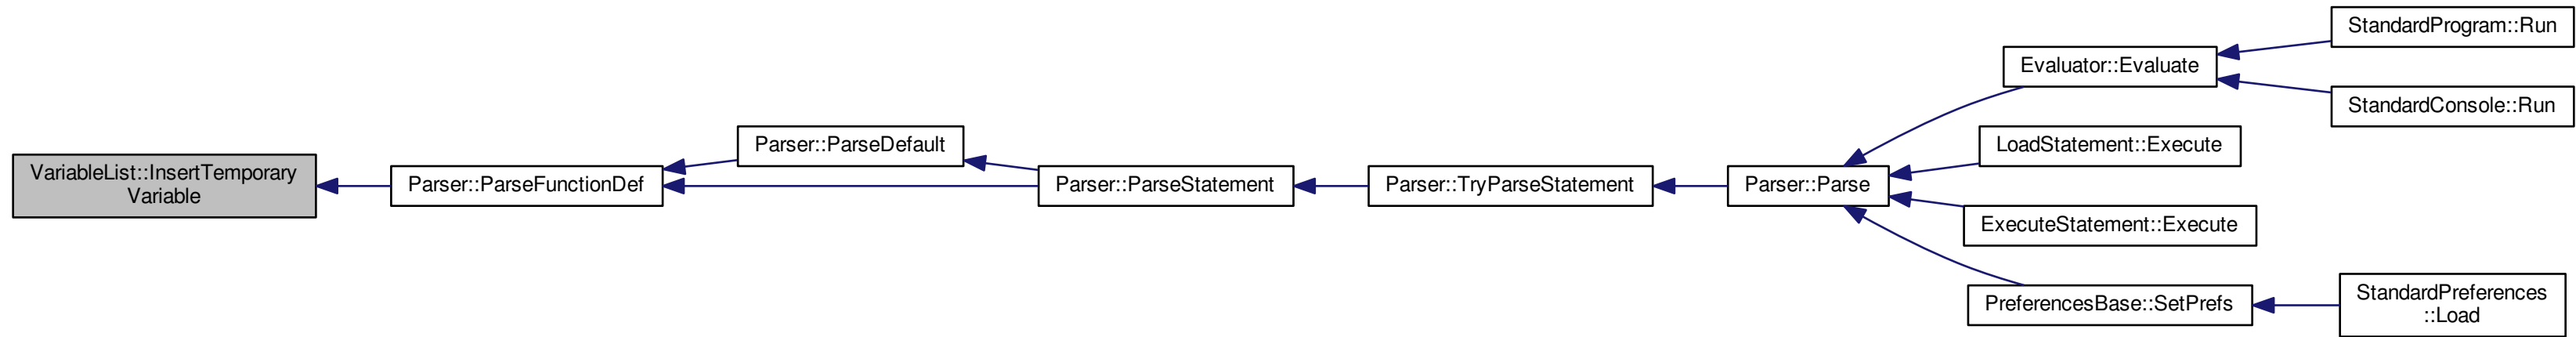 VariableList::InsertTemporary
Variable
Parser::ParseFunctionDef
Parser::ParseDefault
Parser::ParseStatement
Parser::TryParseStatement
Parser::Parse
Evaluator::Evaluate
StandardProgram::Run
StandardConsole::Run
LoadStatement::Execute
ExecuteStatement::Execute
PreferencesBase::SetPrefs
StandardPreferences
::Load